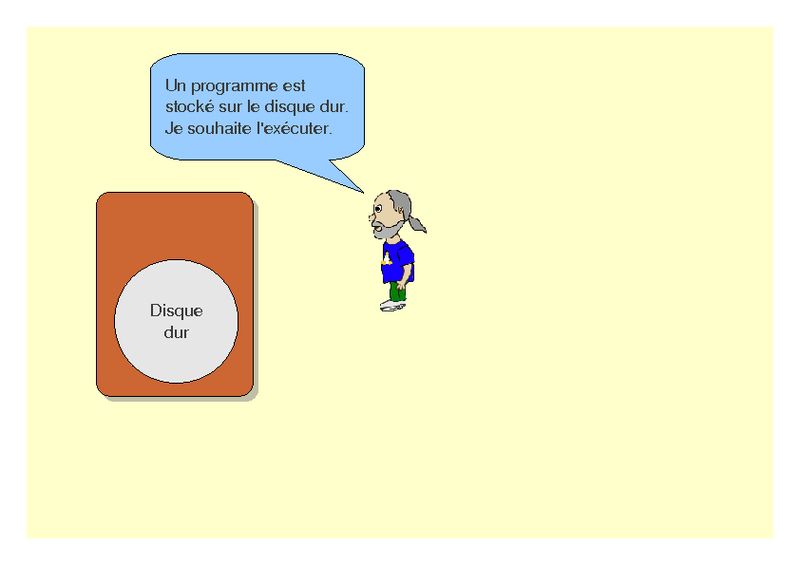 Un programme est
stocké sur le disque dur.
Je souhaite l'exécuter.
Disque
dur